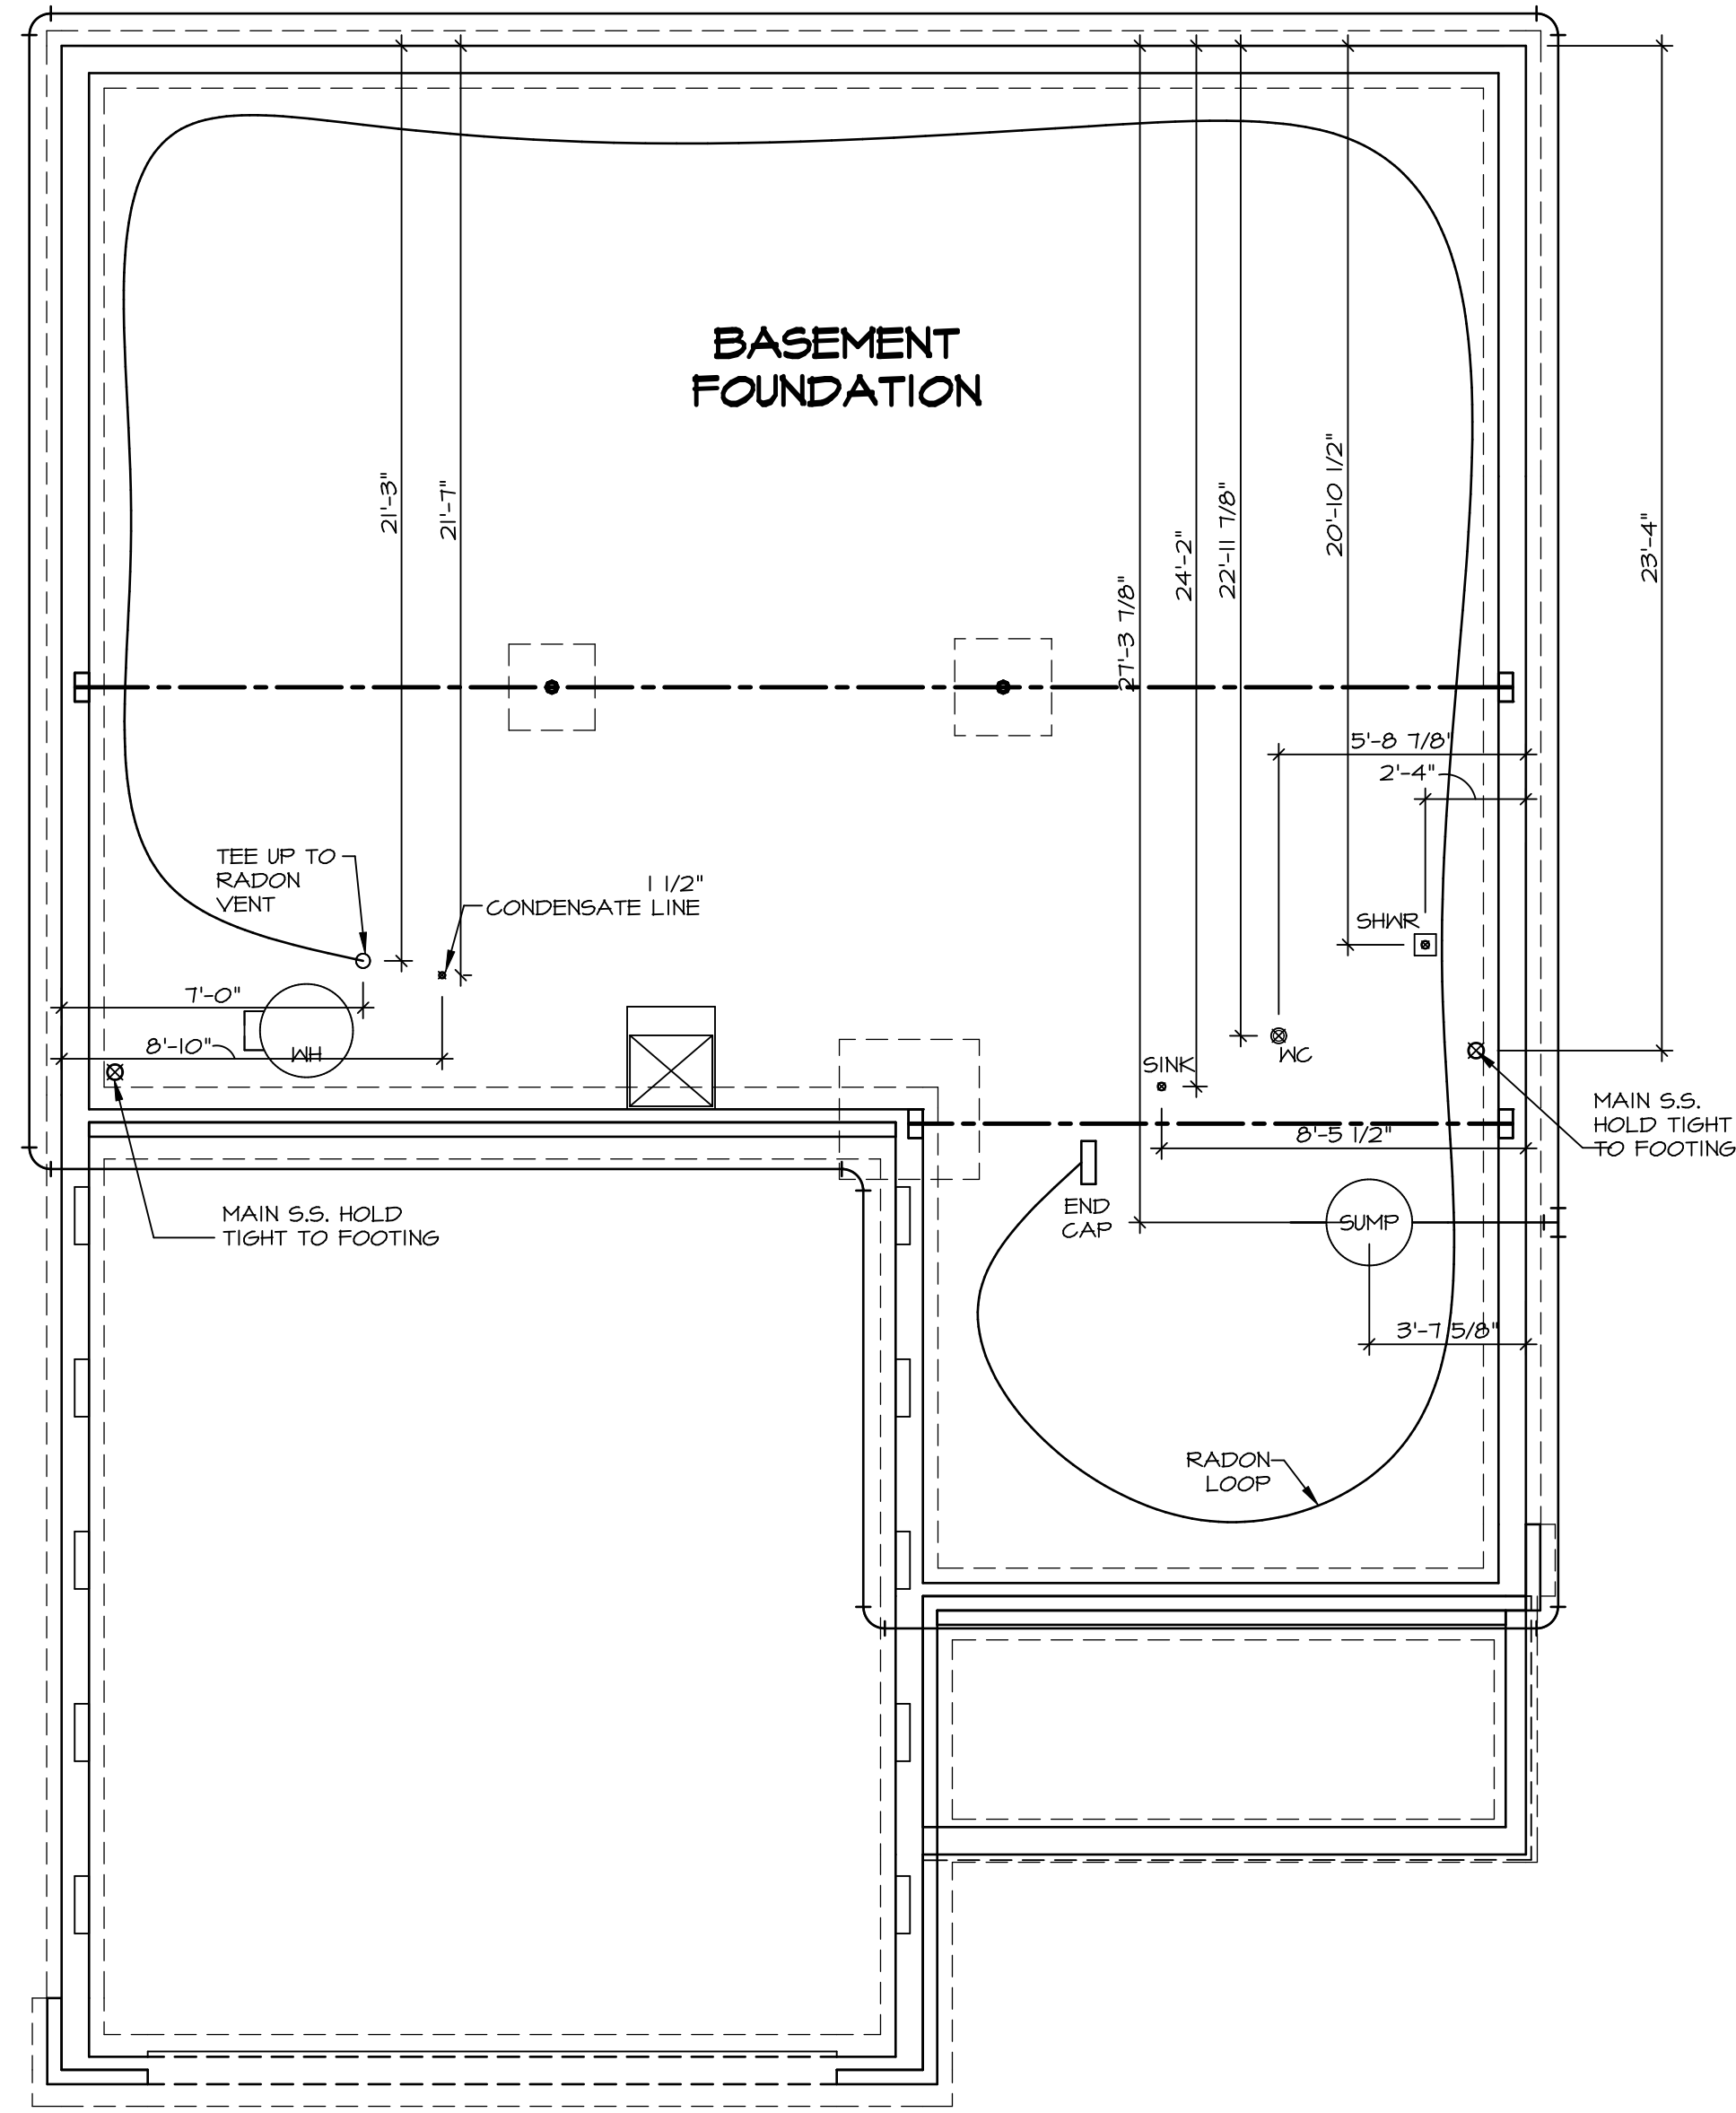 BASEMENT
FOUNDATION
21'-3"
21'-7"
27'-3 7/8"
24'-2"
22'-11 7/8"
20'-10 1/2"
23'-4"
5'-8 7/8"
2'-4"
TEE UP TO
RADON
VENT
1 1/2"
CONDENSATE LINE
SHWR
7'-0"
8'-10"
WH
SINK
WC
MAIN S.S.
HOLD TIGHT
TO FOOTING
8'-5 1/2"
MAIN S.S. HOLD
TIGHT TO FOOTING
END
CAP
SUMP
3'-7 5/8"
RADON
LOOP